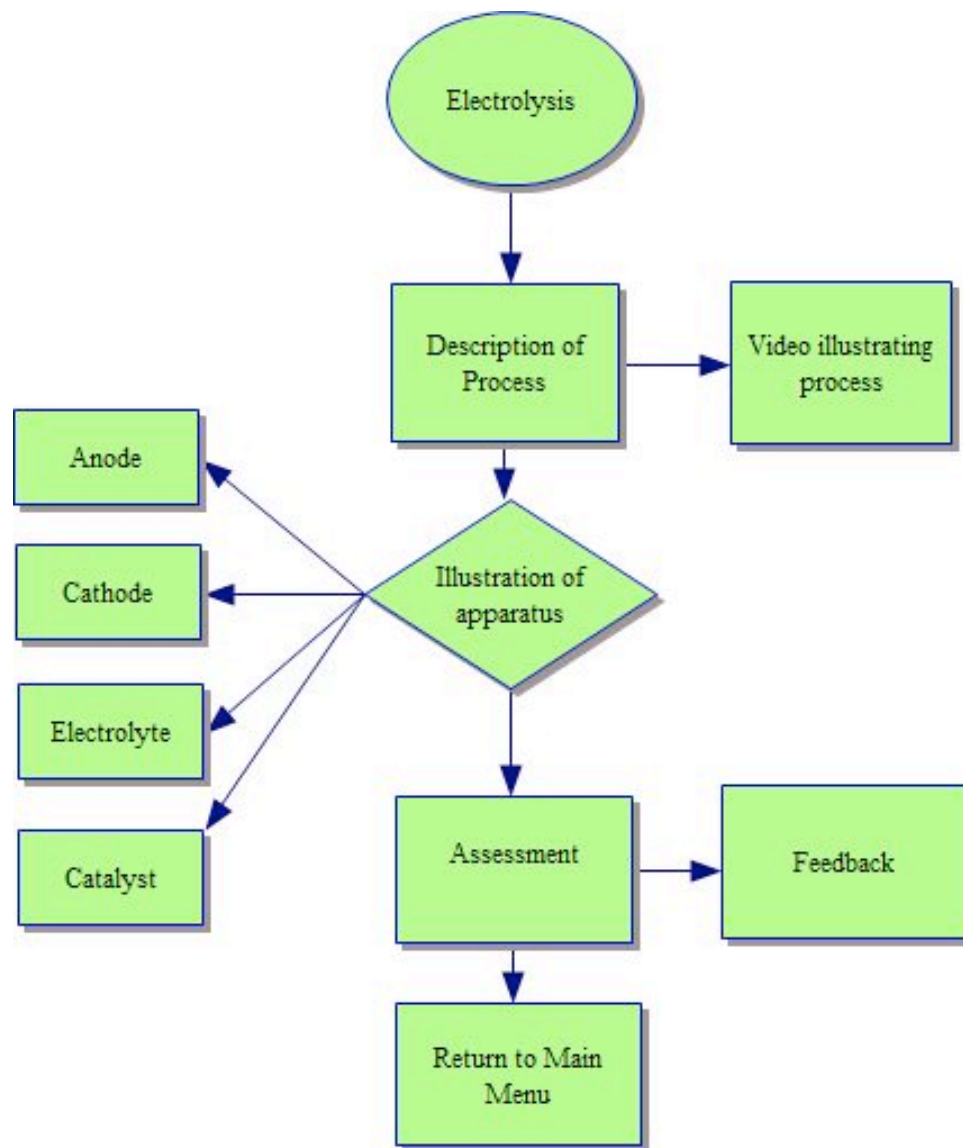 Electrolysis
Description of
Process
Video illustrating
process
Anode
Cathode
Illustration of
apparatus
Electrolyte
Catalyst
Assessment
Feedback
Return to Main
Menu